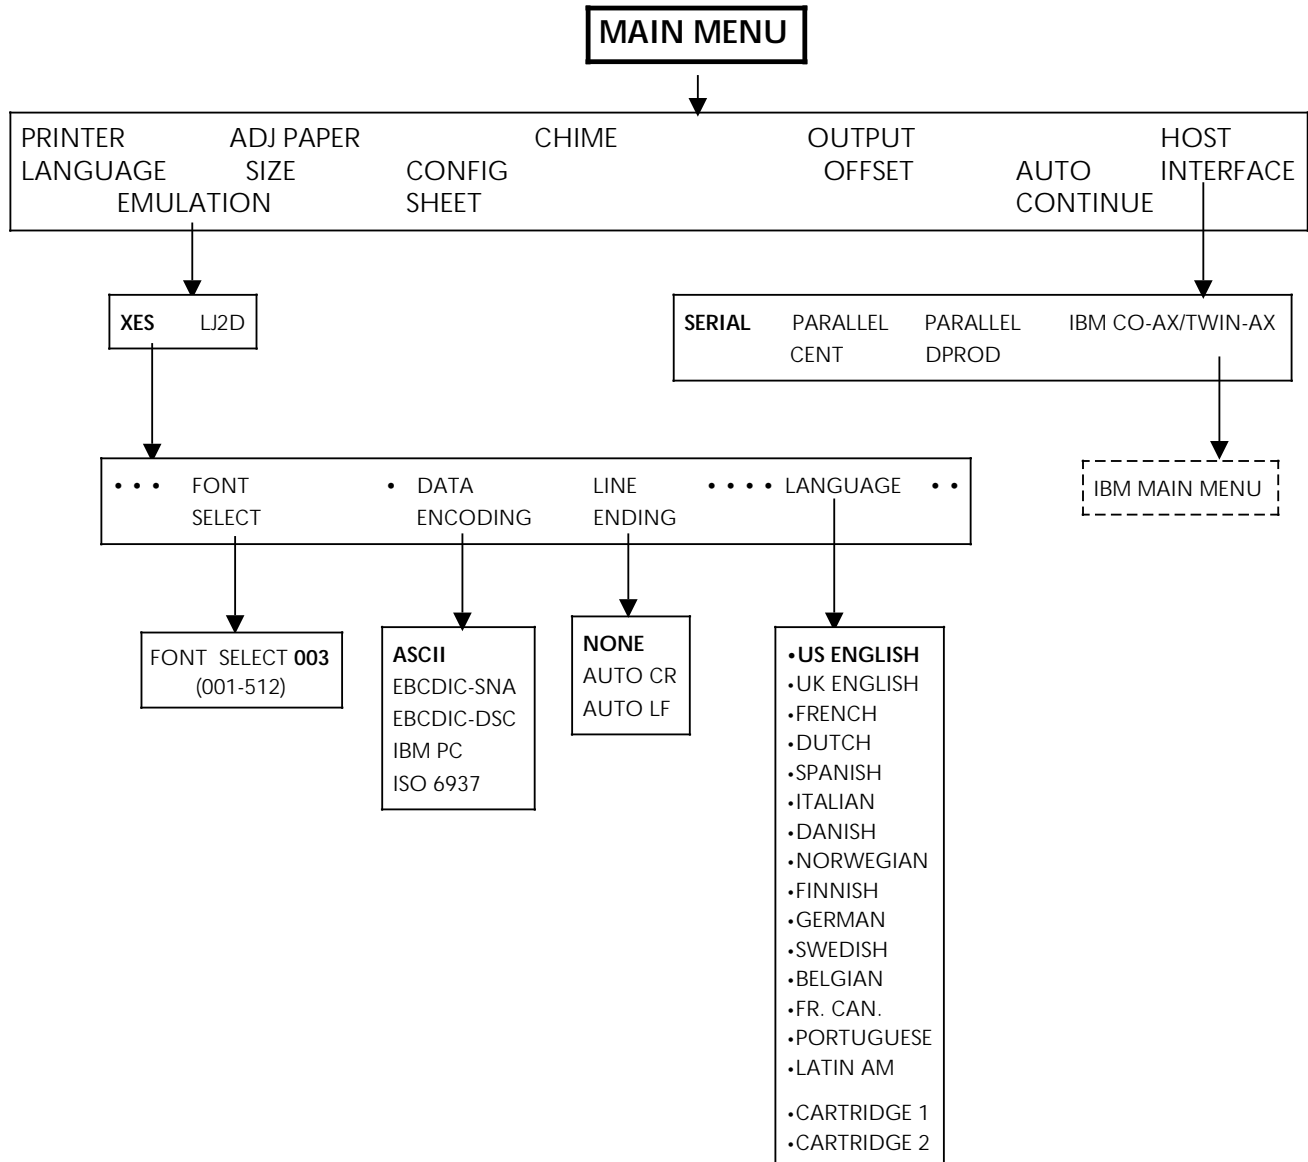 MAIN MENU
PRINTER ADJ PAPER CHIME OUTPUT HOST
LANGUAGE SIZE CONFIG OFFSET AUTO INTERFACE
EMULATION SHEET CONTINUE
XES LJ2D
SERIAL PARALLEL PARALLEL IBM CO-AX/TWIN-AX
CENT DPROD
• • • FONT • DATA LINE • • • • LANGUAGE • •
SELECT ENCODING ENDING
IBM MAIN MENU
FONT SELECT 003
(001-512)
ASCII
EBCDIC-SNA
EBCDIC-DSC
IBM PC
ISO 6937
NONE
AUTO CR
AUTO LF
•US ENGLISH
•UK ENGLISH
•FRENCH
•DUTCH
•SPANISH
•ITALIAN
•DANISH
•NORWEGIAN
•FINNISH
•GERMAN
•SWEDISH
•BELGIAN
•FR. CAN.
•PORTUGUESE
•LATIN AM
•CARTRIDGE 1
•CARTRIDGE 2